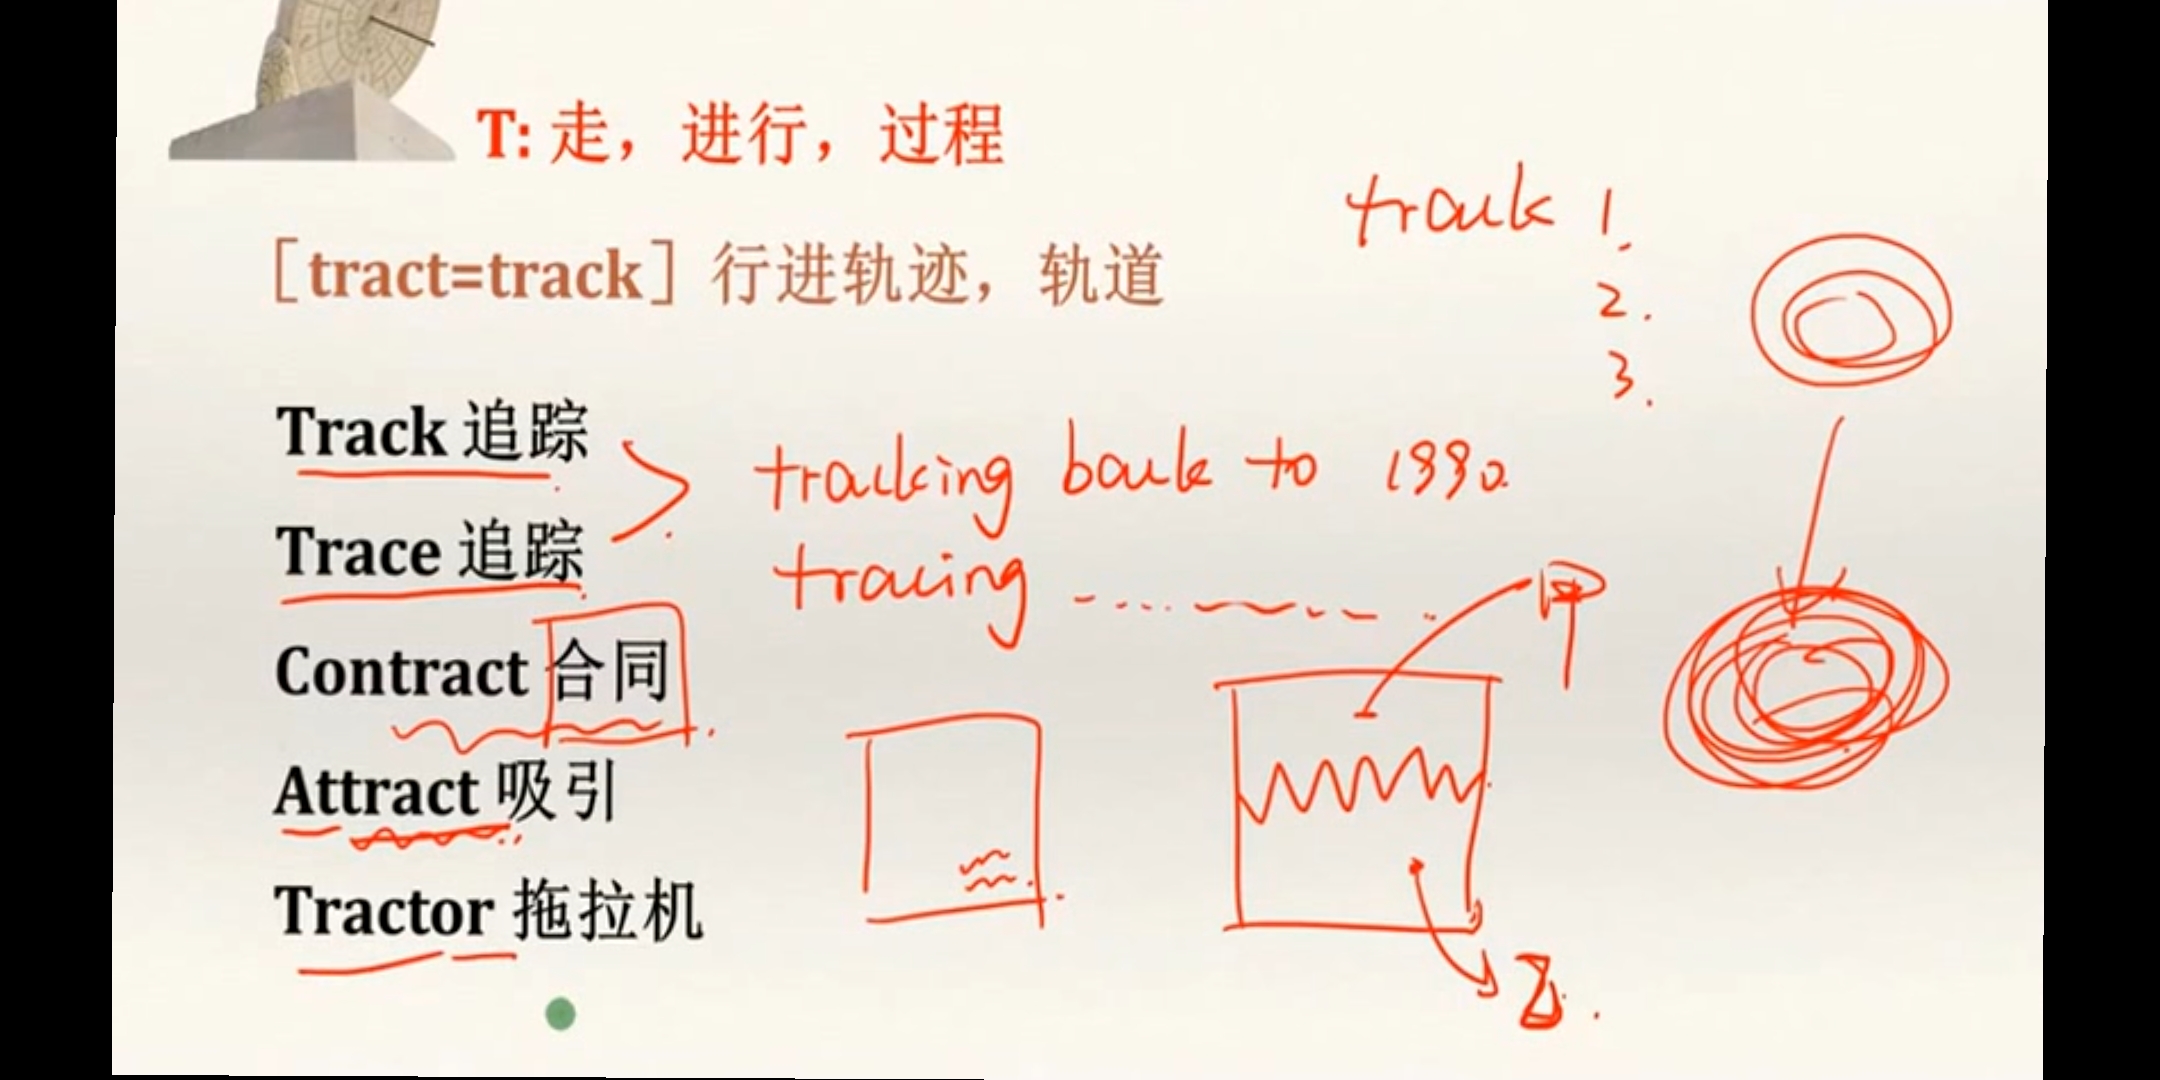 T: 走，进行，过程
［tract=track］行进轨迹，轨道
track 1.
2.
3.
Track 追踪
Trace 追踪
tracking back to 1990.
tracing
Contract 合同
甲
Attract 吸引
Tractor 拖拉机
乙.